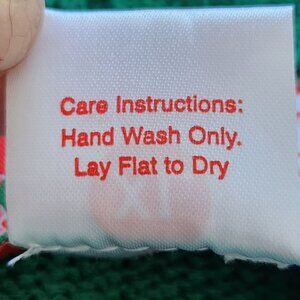 Care Instructions:
Hand Wash Only.
Lay Flat to Dry